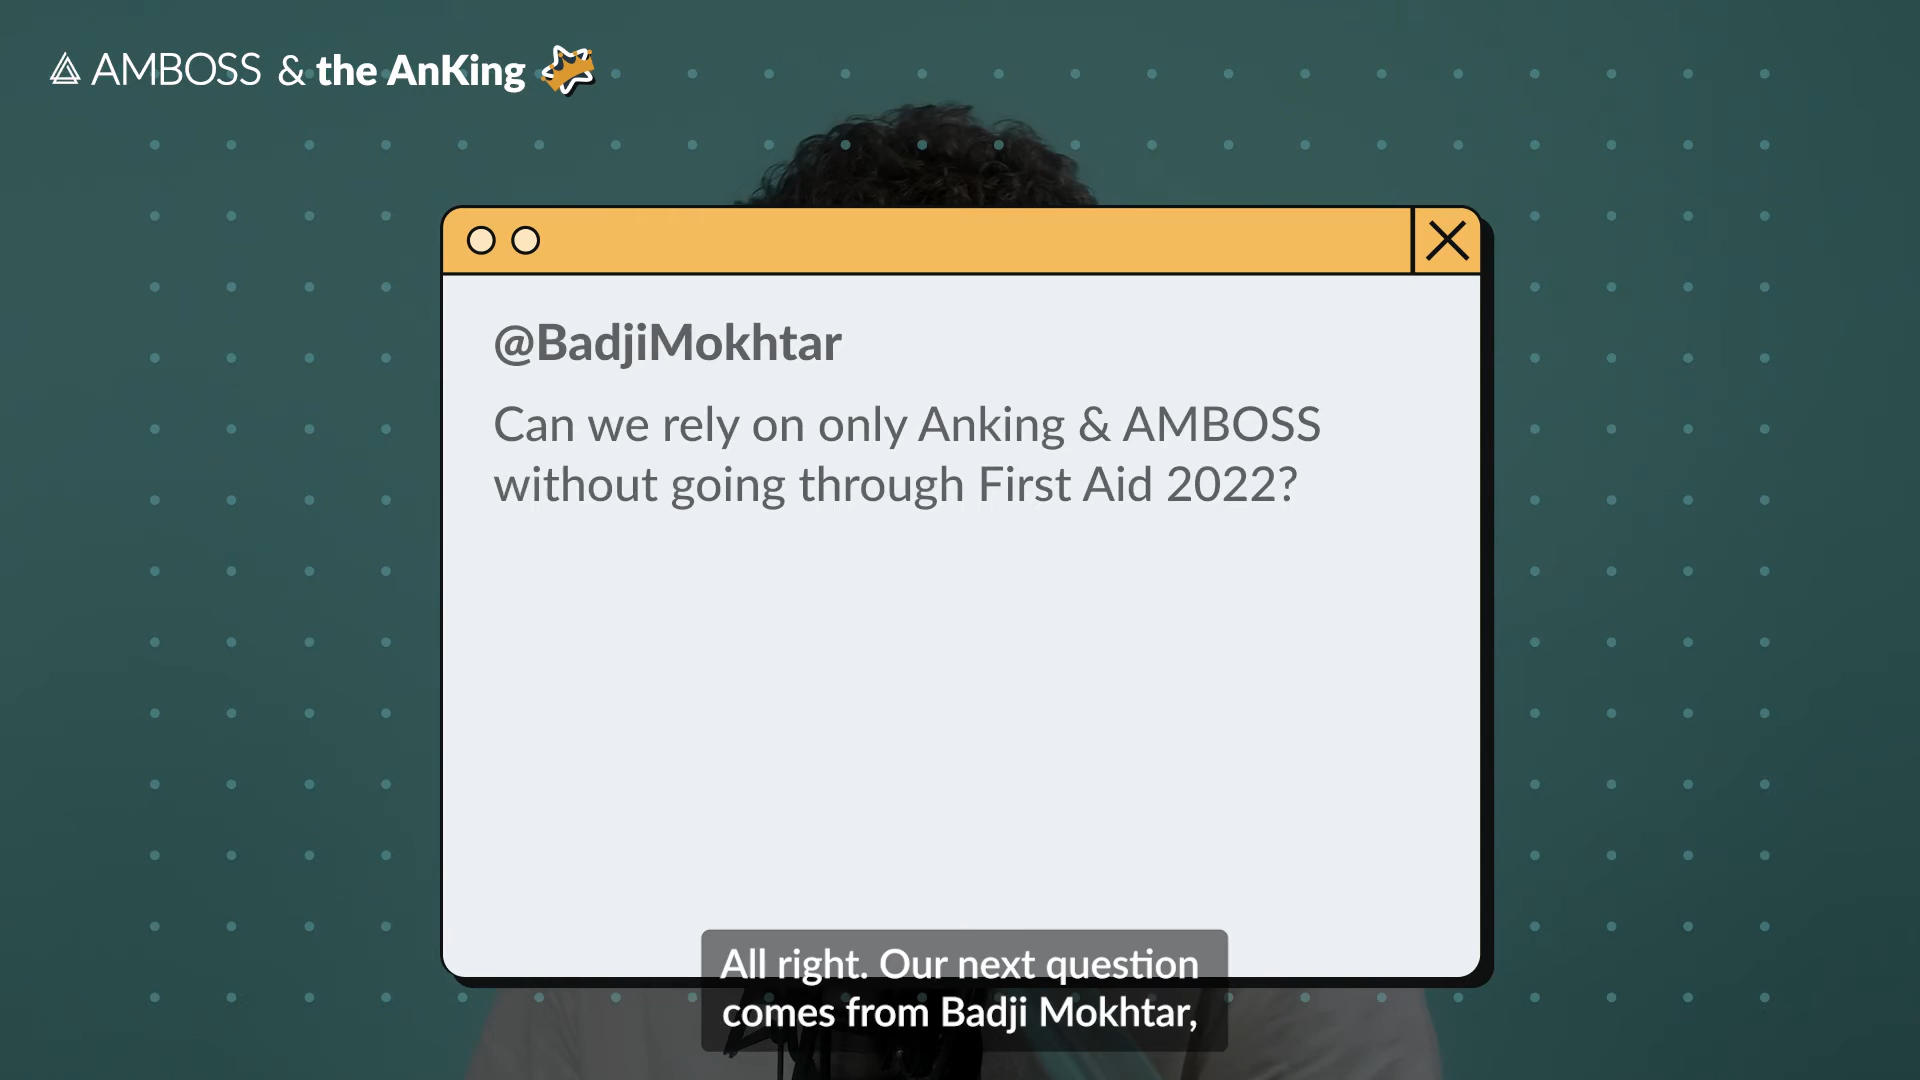 AMBOSS & the AnKing
@BadjiMokhtar
Can we rely on only Anking & AMBOSS
without going through First Aid 2022?
All right. Our next question
comes from Badji Mokhtar,